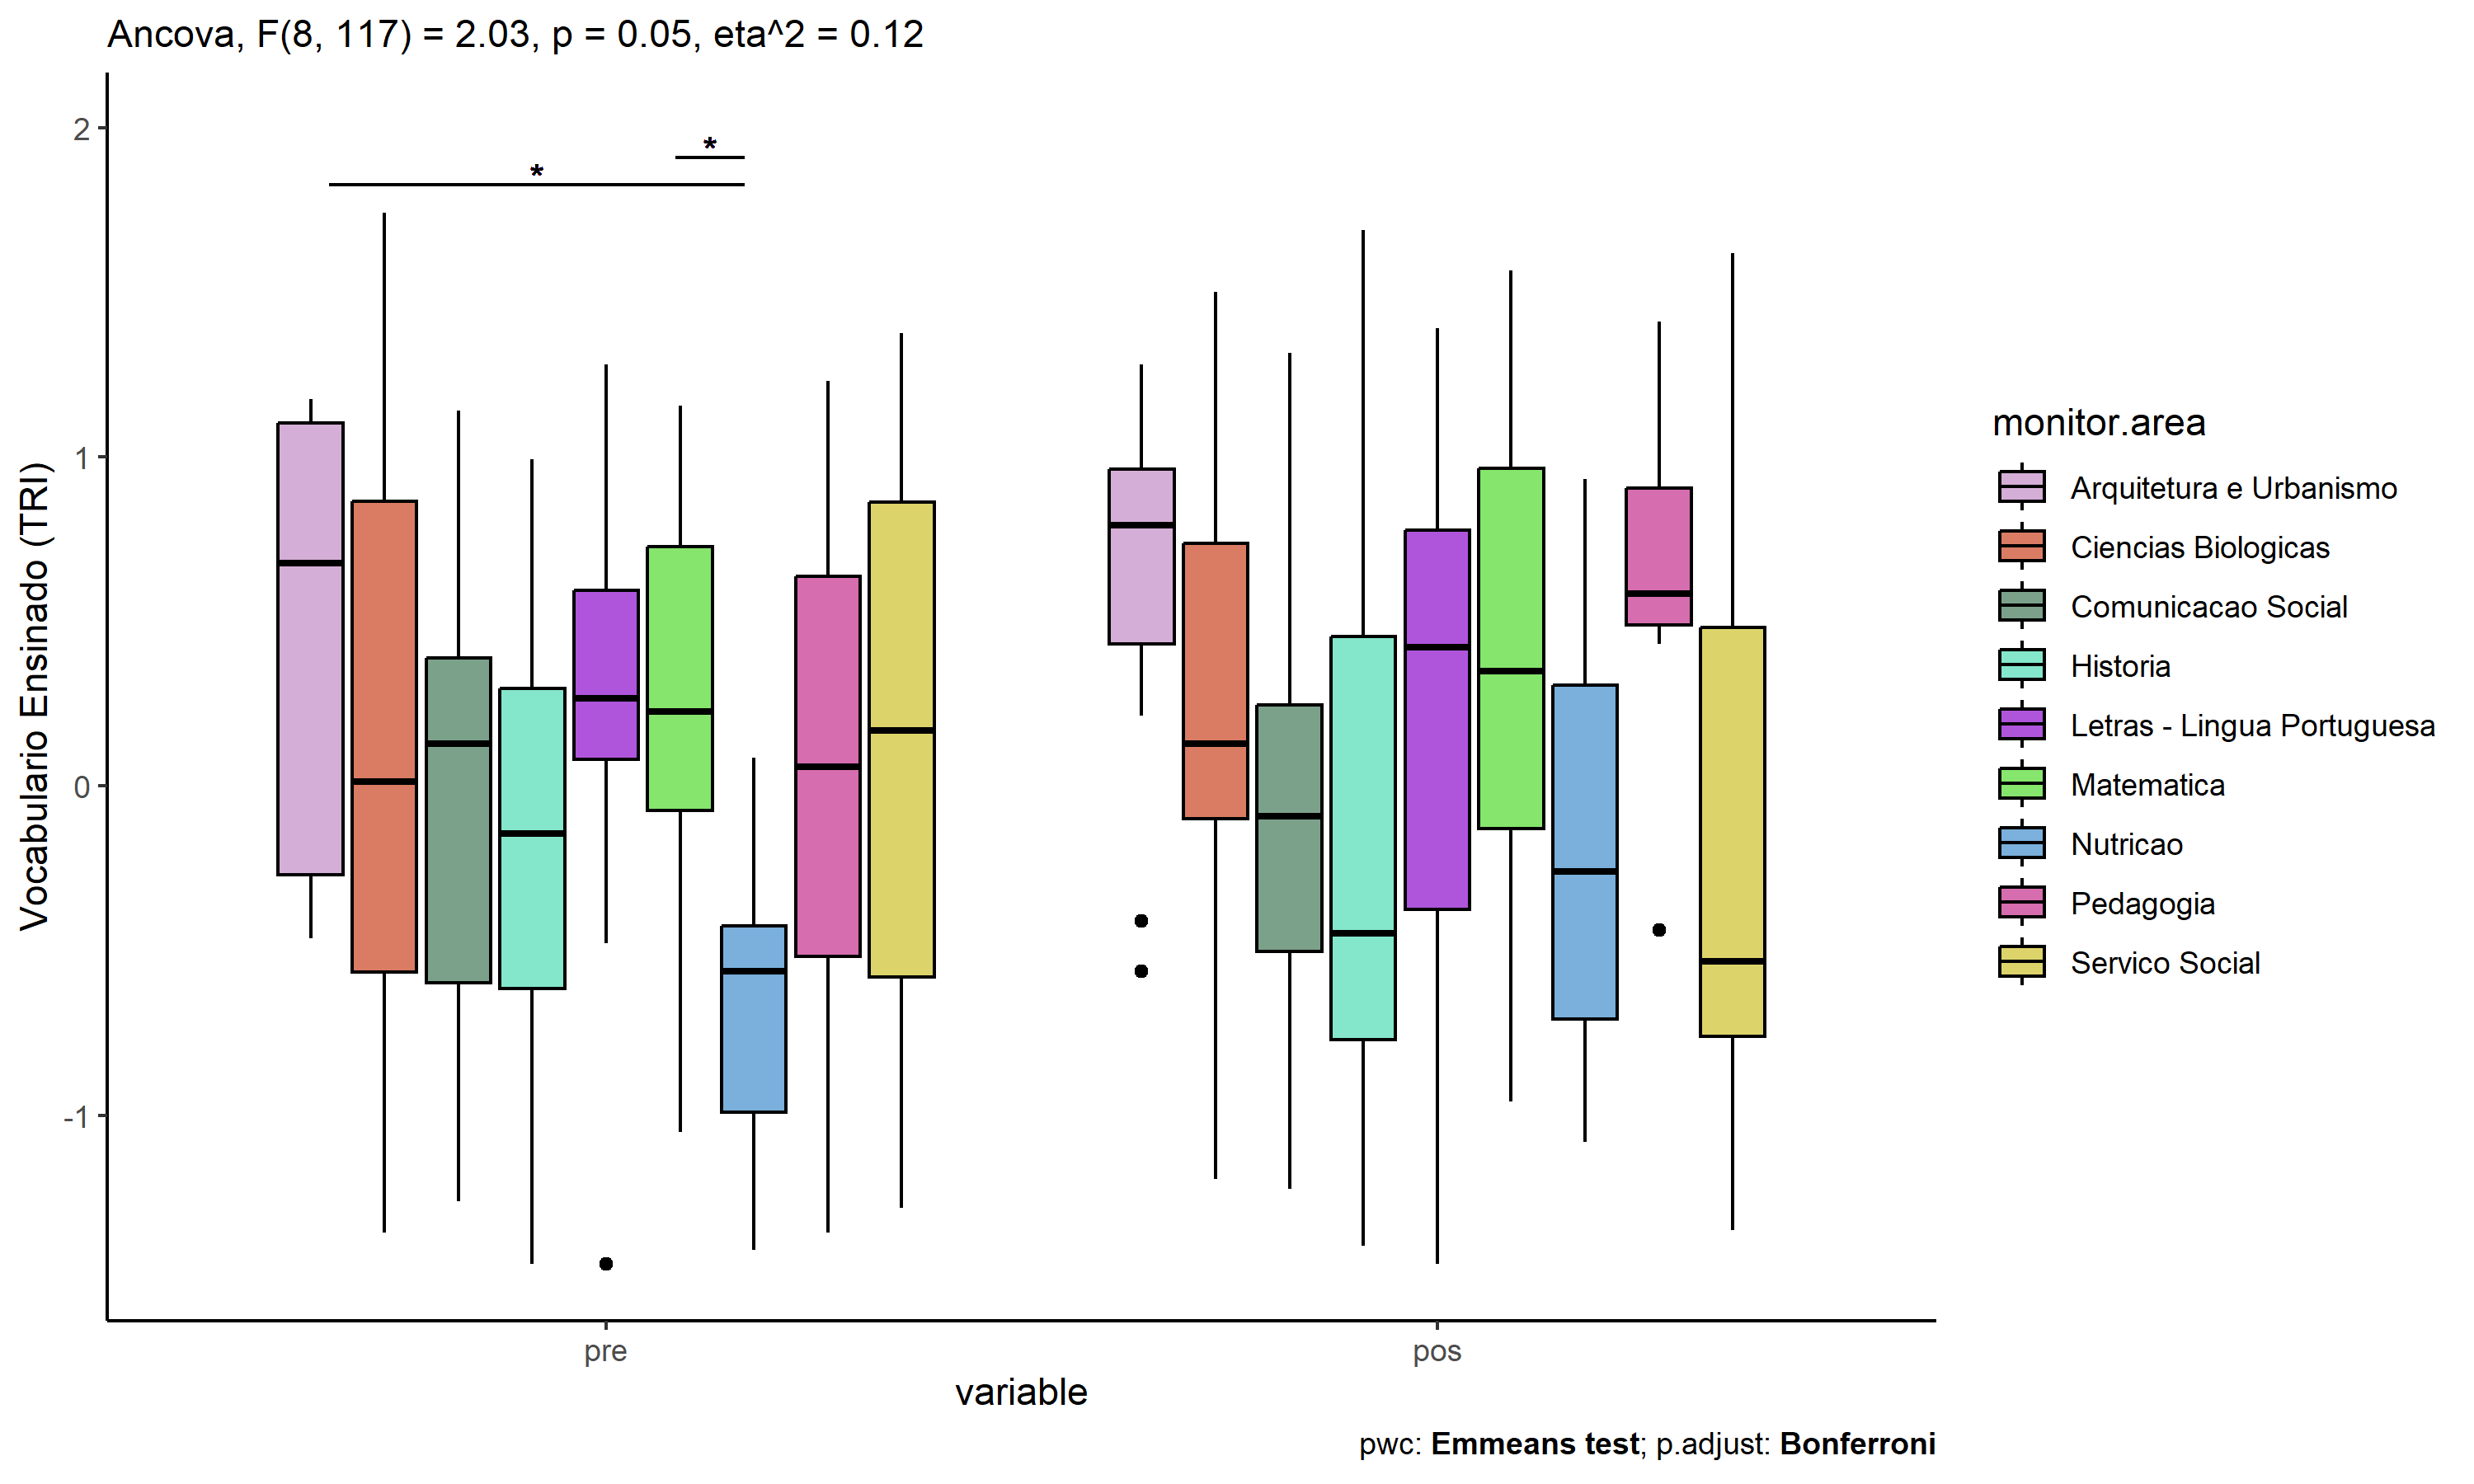 Ancova, F(8, 117) = 2.03, p = 0.05, eta^2 = 0.12
Vocabulario Ensinado (TRI)
2
1
0
-1
*
*
pre
pos
variable
monitor.area
Arquitetura e Urbanismo
Ciencias Biologicas
Comunicacao Social
Historia
Letras - Lingua Portuguesa
Matematica
Nutricao
Pedagogia
Servico Social
pwc: Emmeans test; p.adjust: Bonferroni